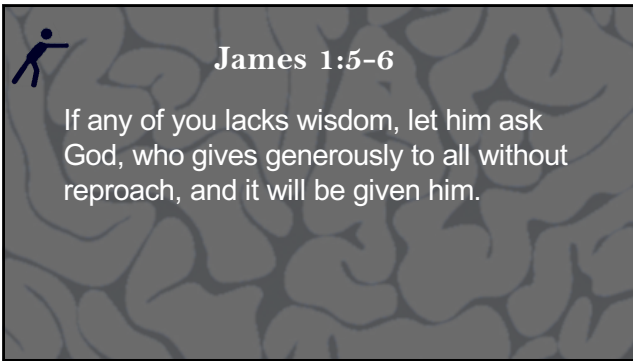 James 1:5-6
If any of you lacks wisdom, let him ask
God, who gives generously to all without
reproach, and it will be given him.